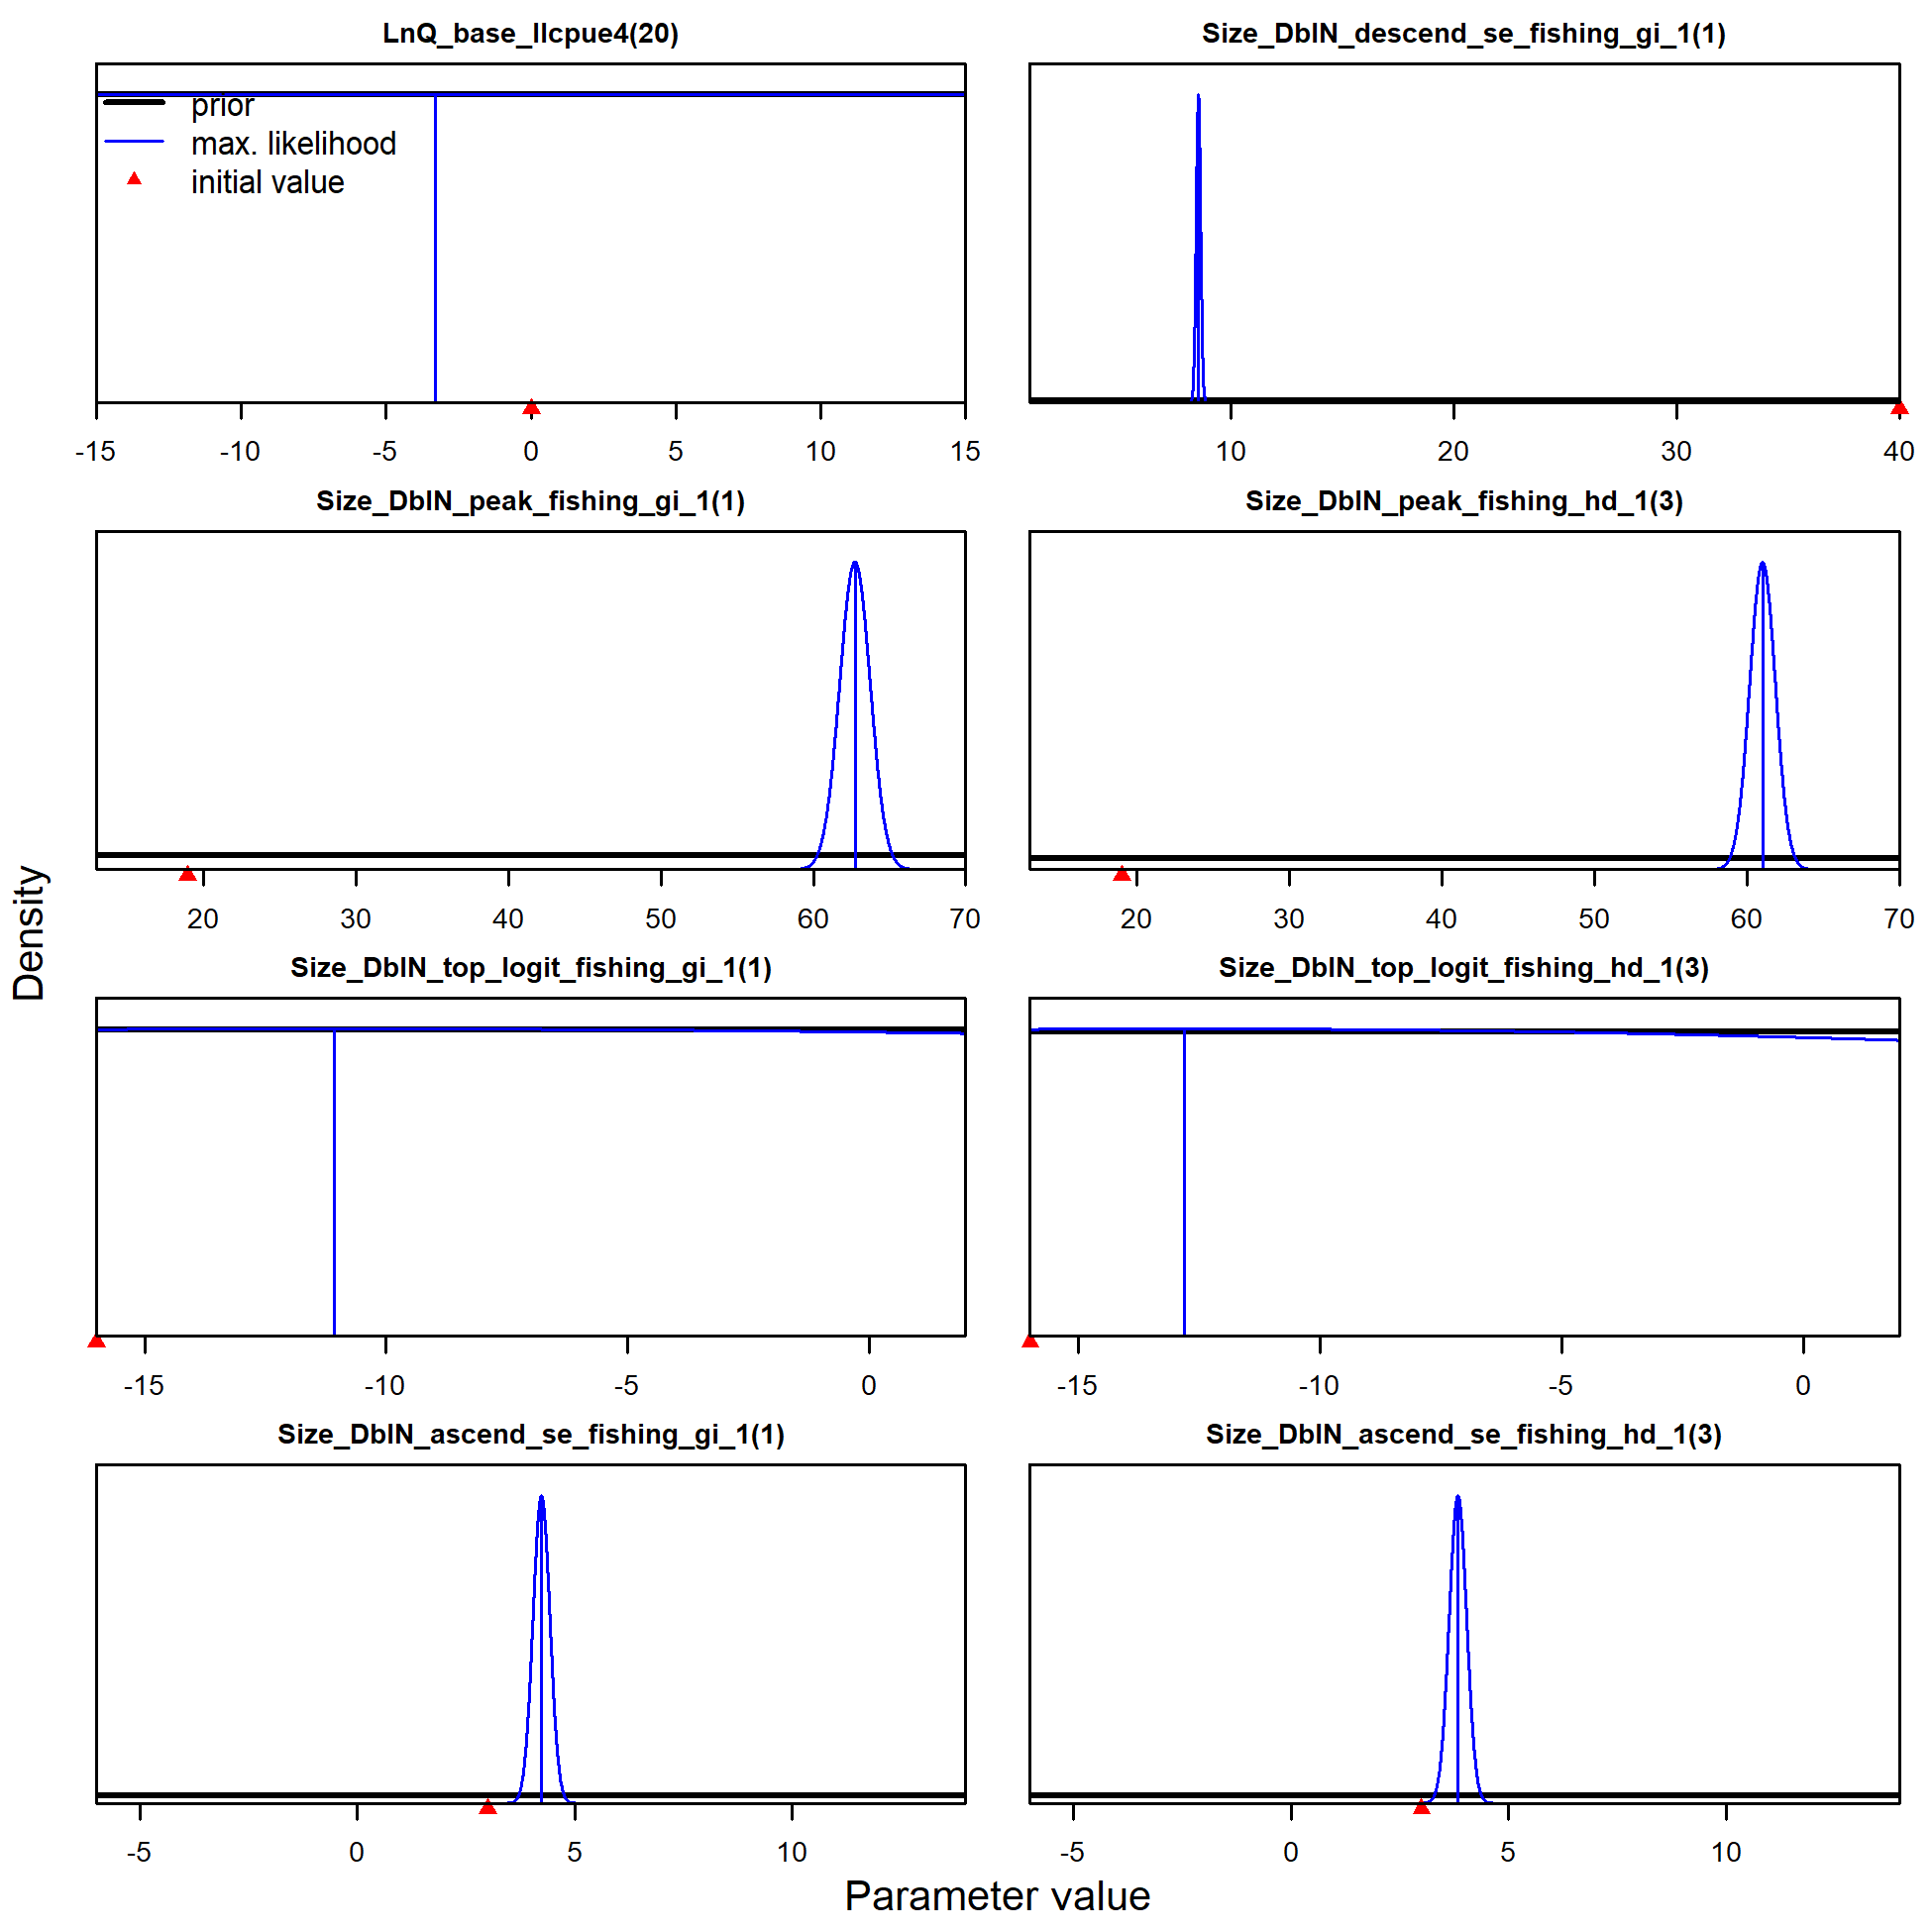 LnQ_base_llcpue4(20)
prior
max. likelihood
initial value
-15 -10 -5 0 5 10 15
Size_DblN_descend_se_fishing_gi_1(1)
10 20 30 40
Size_DblN_peak_fishing_gi_1(1)
20 30 40 50 60 70
Size_DblN_peak_fishing_hd_1(3)
20 30 40 50 60 70
Size_DblN_top_logit_fishing_gi_1(1)
-15 -10 -5 0
Size_DblN_top_logit_fishing_hd_1(3)
-15 -10 -5 0
Size_DblN_ascend_se_fishing_gi_1(1)
-5 0 5 10
Size_DblN_ascend_se_fishing_hd_1(3)
-5 0 5 10
Density
Parameter value